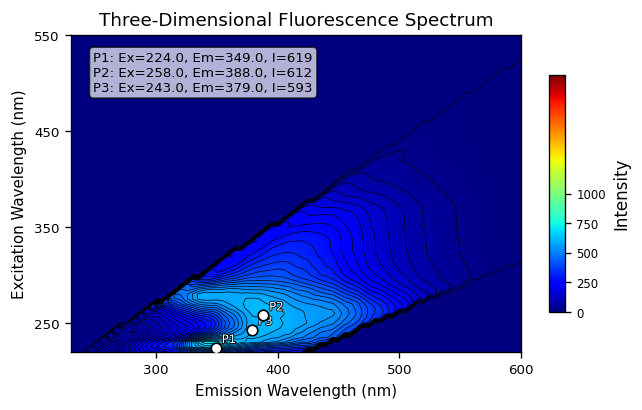 Three-Dimensional Fluorescence Spectrum
P1: Ex=224.0, Em=349.0, I=619
P2: Ex=258.0, Em=388.0, I=612
P3: Ex=243.0, Em=379.0, I=593
550
450
350
250
Excitation Wavelength (nm)
P2
P3
P1
300
400
500
600
Emission Wavelength (nm)
1000
750
500
250
0
Intensity